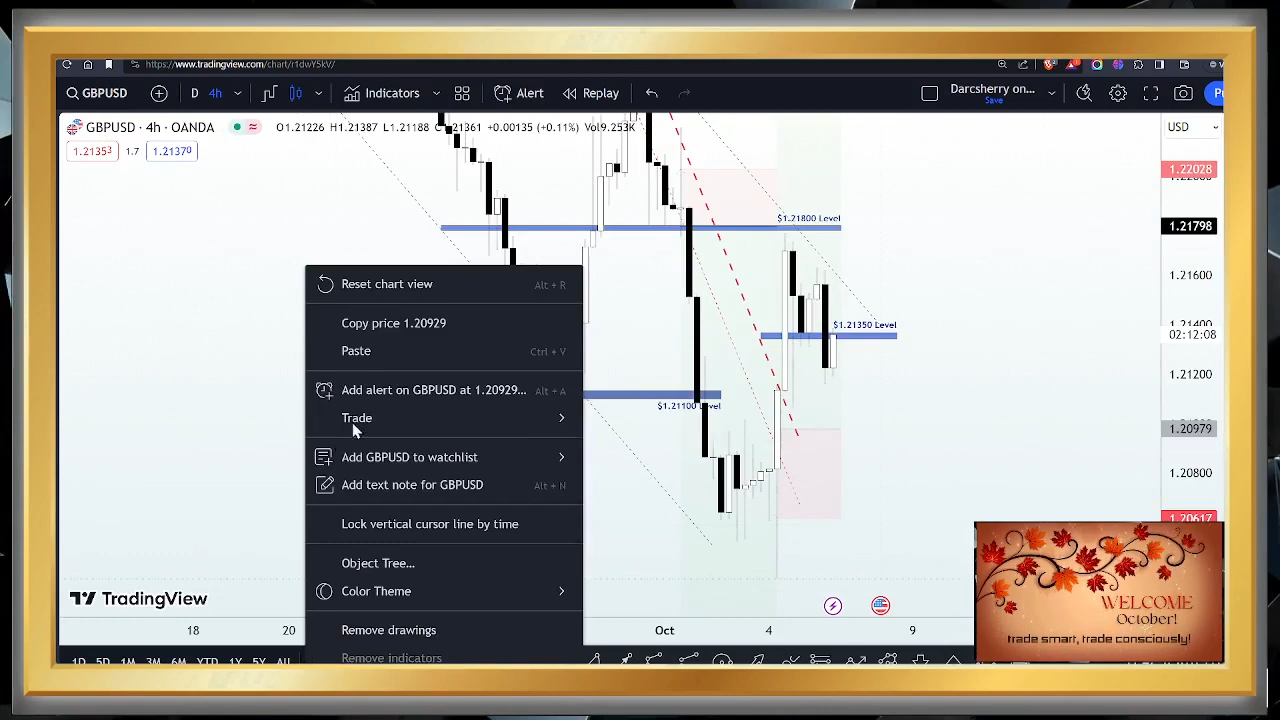 https://www.tradingview.com/chart/r1dwY5kV/
GBPUSD
D
4h
Indicators
Alert
Replay
Darcsherry on...
Save
GBPUSD · 4h · OANDA
O1.21226 H1.21387 L1.21188 C1.21361 +0.00135 (+0.11%) Vol9.253K
USD
1.21353
1.7
1.21370
1.22028
$1.21800 Level
1.21798
1.21600
$1.21350 Level
1.21400
02:12:08
1.21200
$1.21100 Level
1.20979
1.20800
1.20617
Reset chart view
Alt + R
Copy price 1.20929
Paste
Ctrl + V
Add alert on GBPUSD at 1.20929...
Alt + A
Trade
Add GBPUSD to watchlist
Add text note for GBPUSD
Alt + N
Lock vertical cursor line by time
Object Tree...
Color Theme
Remove drawings
Remove indicators
TradingView
18
20
Oct
4
9
1D 5D 1M 3M 6M YTD 1Y 5Y All
WELCOME
October!
trade smart, trade consciously!